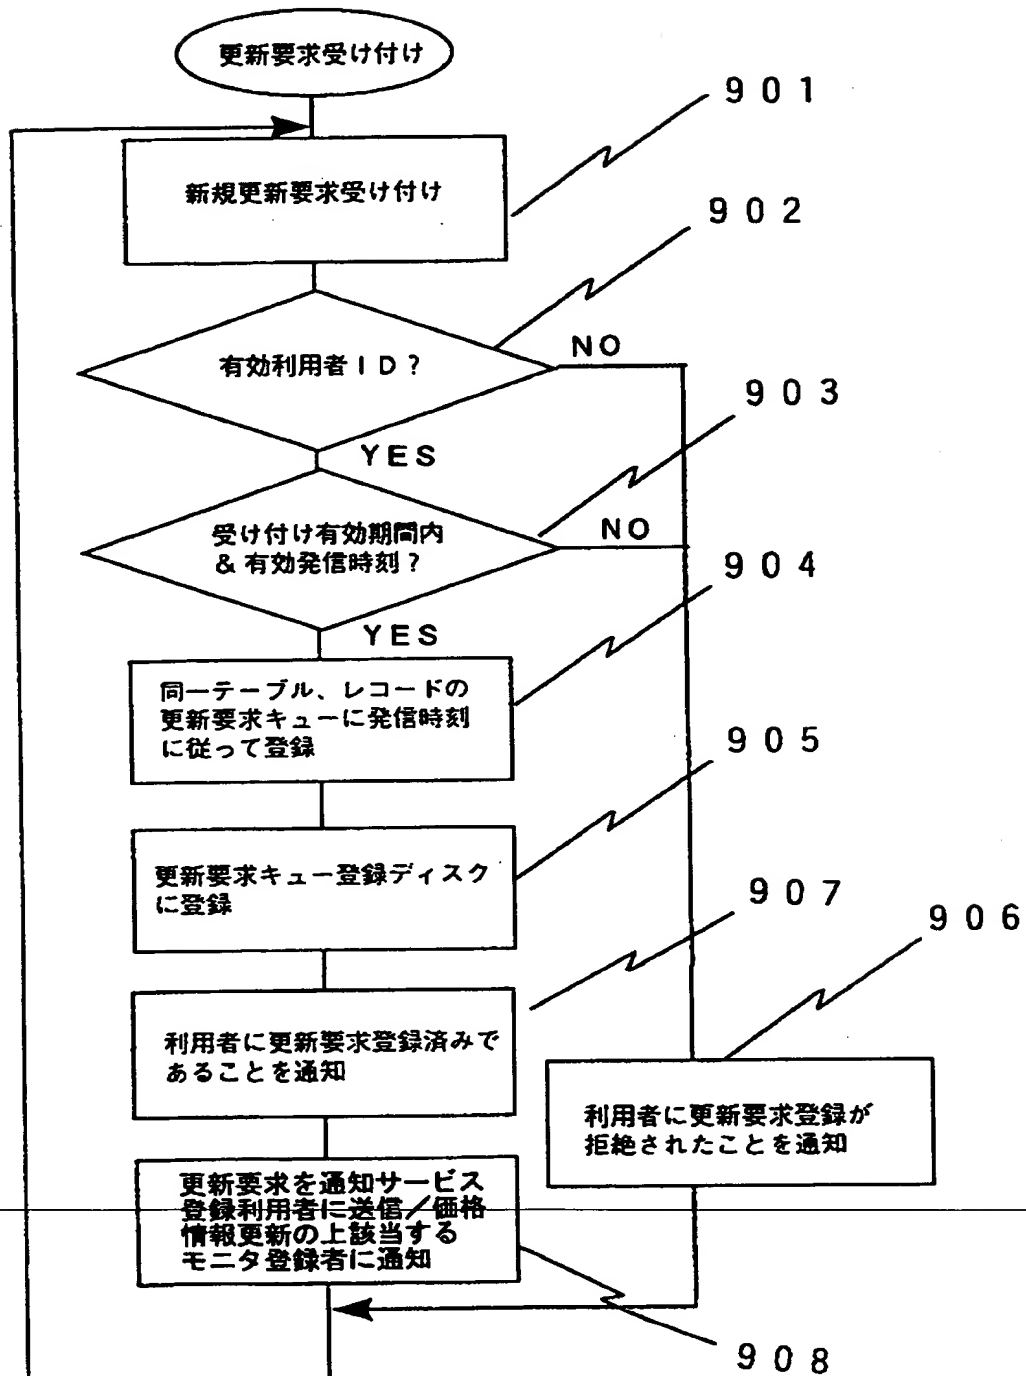 更新要求受け付け
901
新規更新要求受け付け
902
有効利用者ID？
NO
903
YES
受け付け有効期間内
＆有効発信時刻？
NO
904
YES
同一テーブル、レコードの
更新要求キューに発信時刻
に従って登録
905
更新要求キュー登録ディスク
に登録
907
906
利用者に更新要求登録済みで
あることを通知
利用者に更新要求登録が
拒絶されたことを通知
更新要求を通知サービス
登録利用者に送信／価格
情報更新の上該当する
モニタ登録者に通知
908